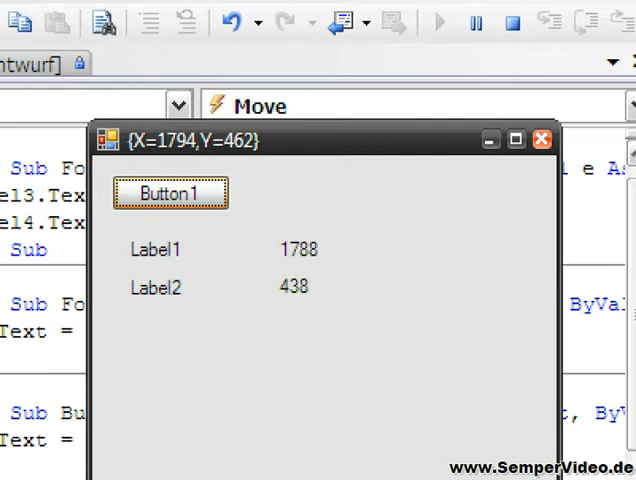 ntwurf]
Move
{X=1794,Y=462}
Sub Fo
e As
el3.Tex
el4.Tex
Sub
Button1
Label1 1788
Label2 438
Sub Fo
ByVal
Text =
Sub Bu
t, ByV
Text =
www.SemperVideo.de